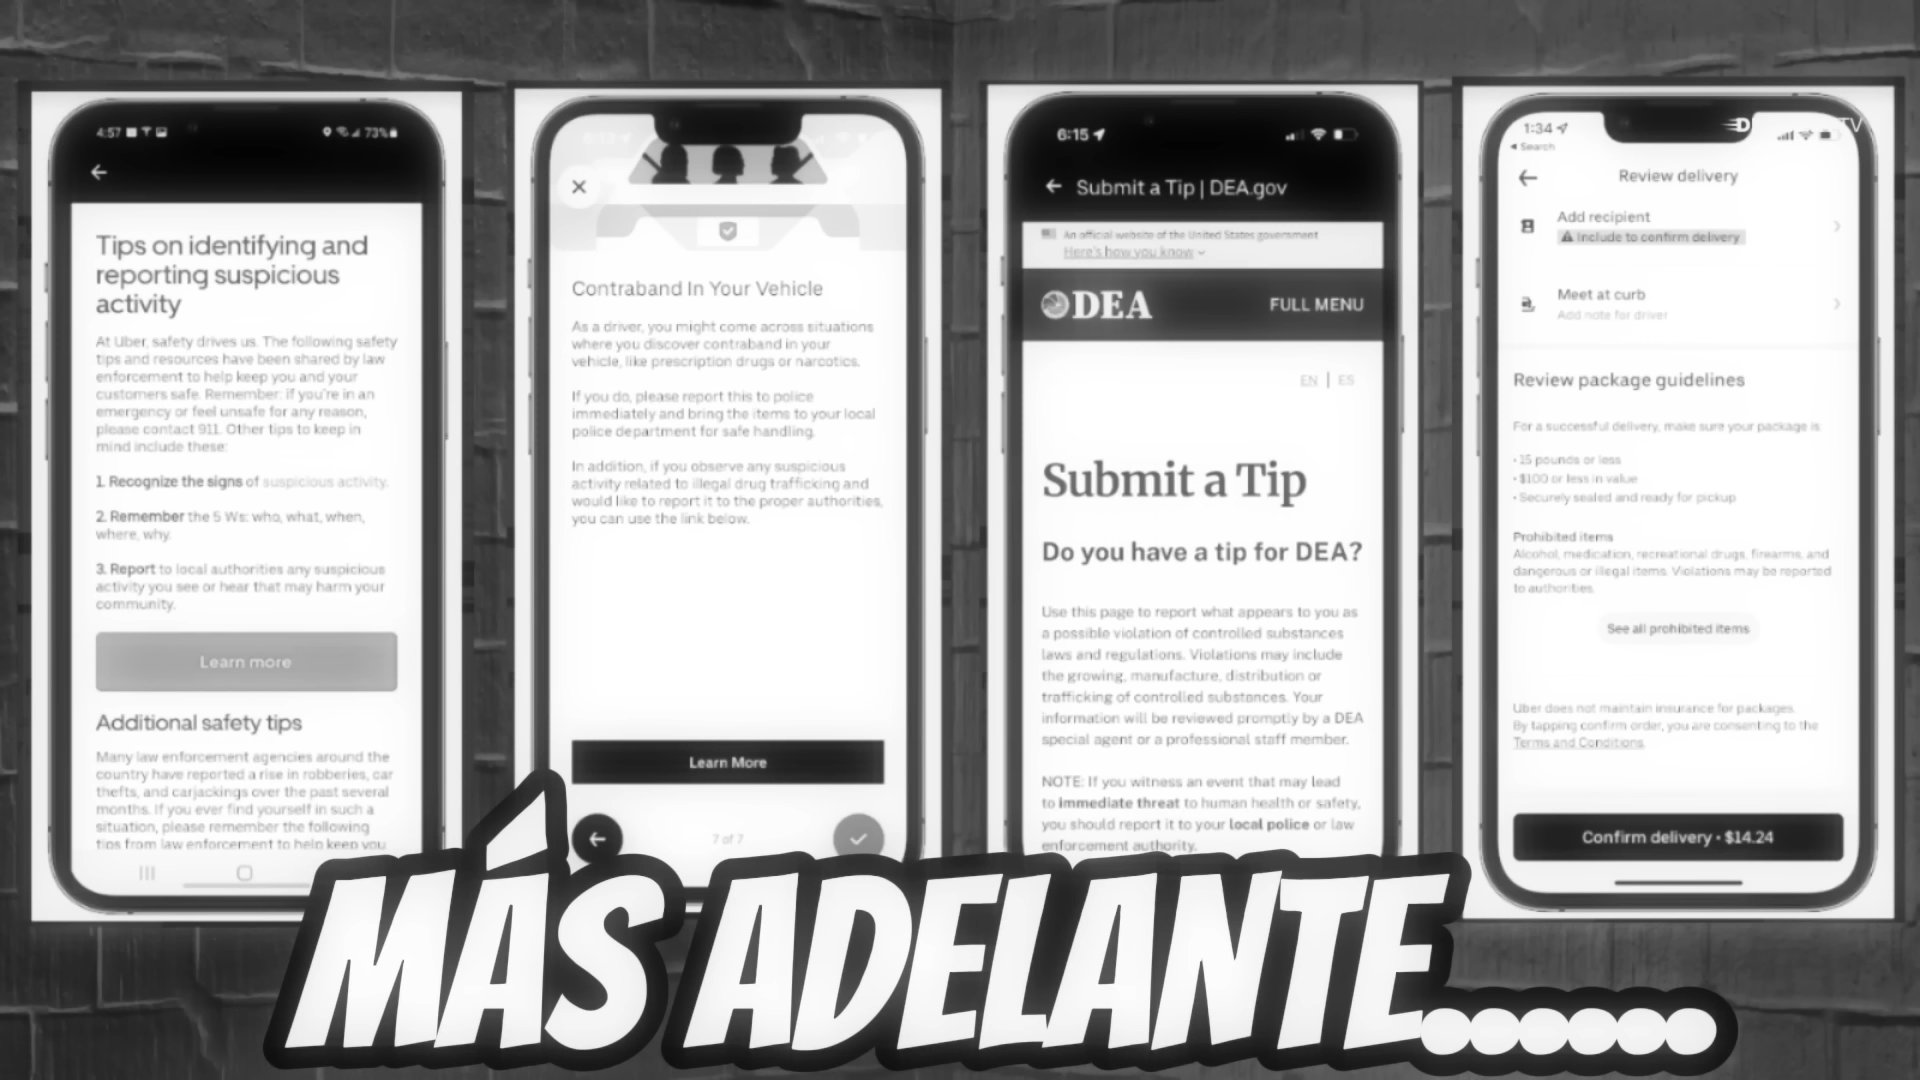 4:57
73%
Tips on identifying and
reporting suspicious
activity
At Uber, safety drives us. The following safety
tips and resources have been shared by law
enforcement to help keep you and your
customers safe. Remember: if you're in an
emergency or feel unsafe for any reason,
please contact 911. Other tips to keep in
mind include these:
1. Recognize the signs of suspicious activity.
2. Remember the 5 Ws: who, what, when,
where, why.
3. Report to local authorities any suspicious
activity you see or hear that may harm your
community.
Learn more
Additional safety tips
Many law enforcement agencies around the
country have reported a rise in robberies, car
thefts, and carjackings over the past several
months. If you ever find yourself in such a
situation, please remember the following
tips from law enforcement to help keep you
Contraband In Your Vehicle
As a driver, you might come across situations
where you discover contraband in your
vehicle, like prescription drugs or narcotics.
If you do, please report this to police
immediately and bring the items to your local
police department for safe handling.
In addition, if you observe any suspicious
activity related to illegal drug trafficking and
would like to report it to the proper authorities,
you can use the link below.
Learn More
7 of 7
6:15
Submit a Tip | DEA.gov
An official website of the United States government
Here's how you know
DEA
FULL MENU
EN | ES
Submit a Tip
Do you have a tip for DEA?
Use this page to report what appears to you as
a possible violation of controlled substances
laws and regulations. Violations may include
the growing, manufacture, distribution or
trafficking of controlled substances. Your
information will be reviewed promptly by a DEA
special agent or a professional staff member.
NOTE: If you witness an event that may lead
to immediate threat to human health or safety,
you should report it to your local police or law
enforcement authority.
1:34
Search
D
TV
Review delivery
Add recipient
Include to confirm delivery
Meet at curb
Add note for driver
Review package guidelines
For a successful delivery, make sure your package is
• 15 pounds or less
• $100 or less in value
• Securely sealed and ready for pickup
Prohibited items
Alcohol, medication, recreational drugs, firearms, and
dangerous or illegal items. Violations may be reported
to authorities.
See all prohibited items
Uber does not maintain insurance for packages.
By tapping confirm order, you are consenting to the
Terms and Conditions.
Confirm delivery • $14.24
MÁS ADELANTE......